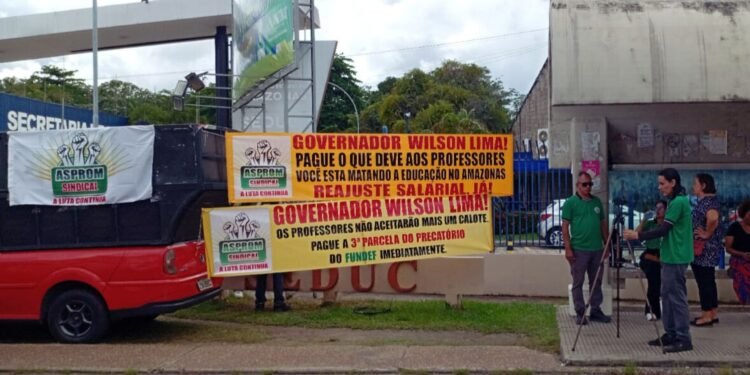 SECRETARIA
ASPROM
SINDICAL
A LUTA CONTINUA
ASPROM
SINDICAL
A LUTA CONTINUA
GOVERNADOR WILSON LIMA!
PAGUE O QUE DEVE AOS PROFESSORES
VOCÊ ESTA MATANDO A EDUCAÇÃO NO AMAZONAS
REAJUSTE SALARIAL JÁ!
ASPROM
SINDICAL
A LUTA CONTINUA
GOVERNADOR WILSON LIMA!
OS PROFESSORES NÃO ACEITARÃO MAIS UM CALOTE.
PAGUE A 3ª PARCELA DO PRECATÓRIO
DO FUNDEF IMEDIATAMENTE.
SEDUC